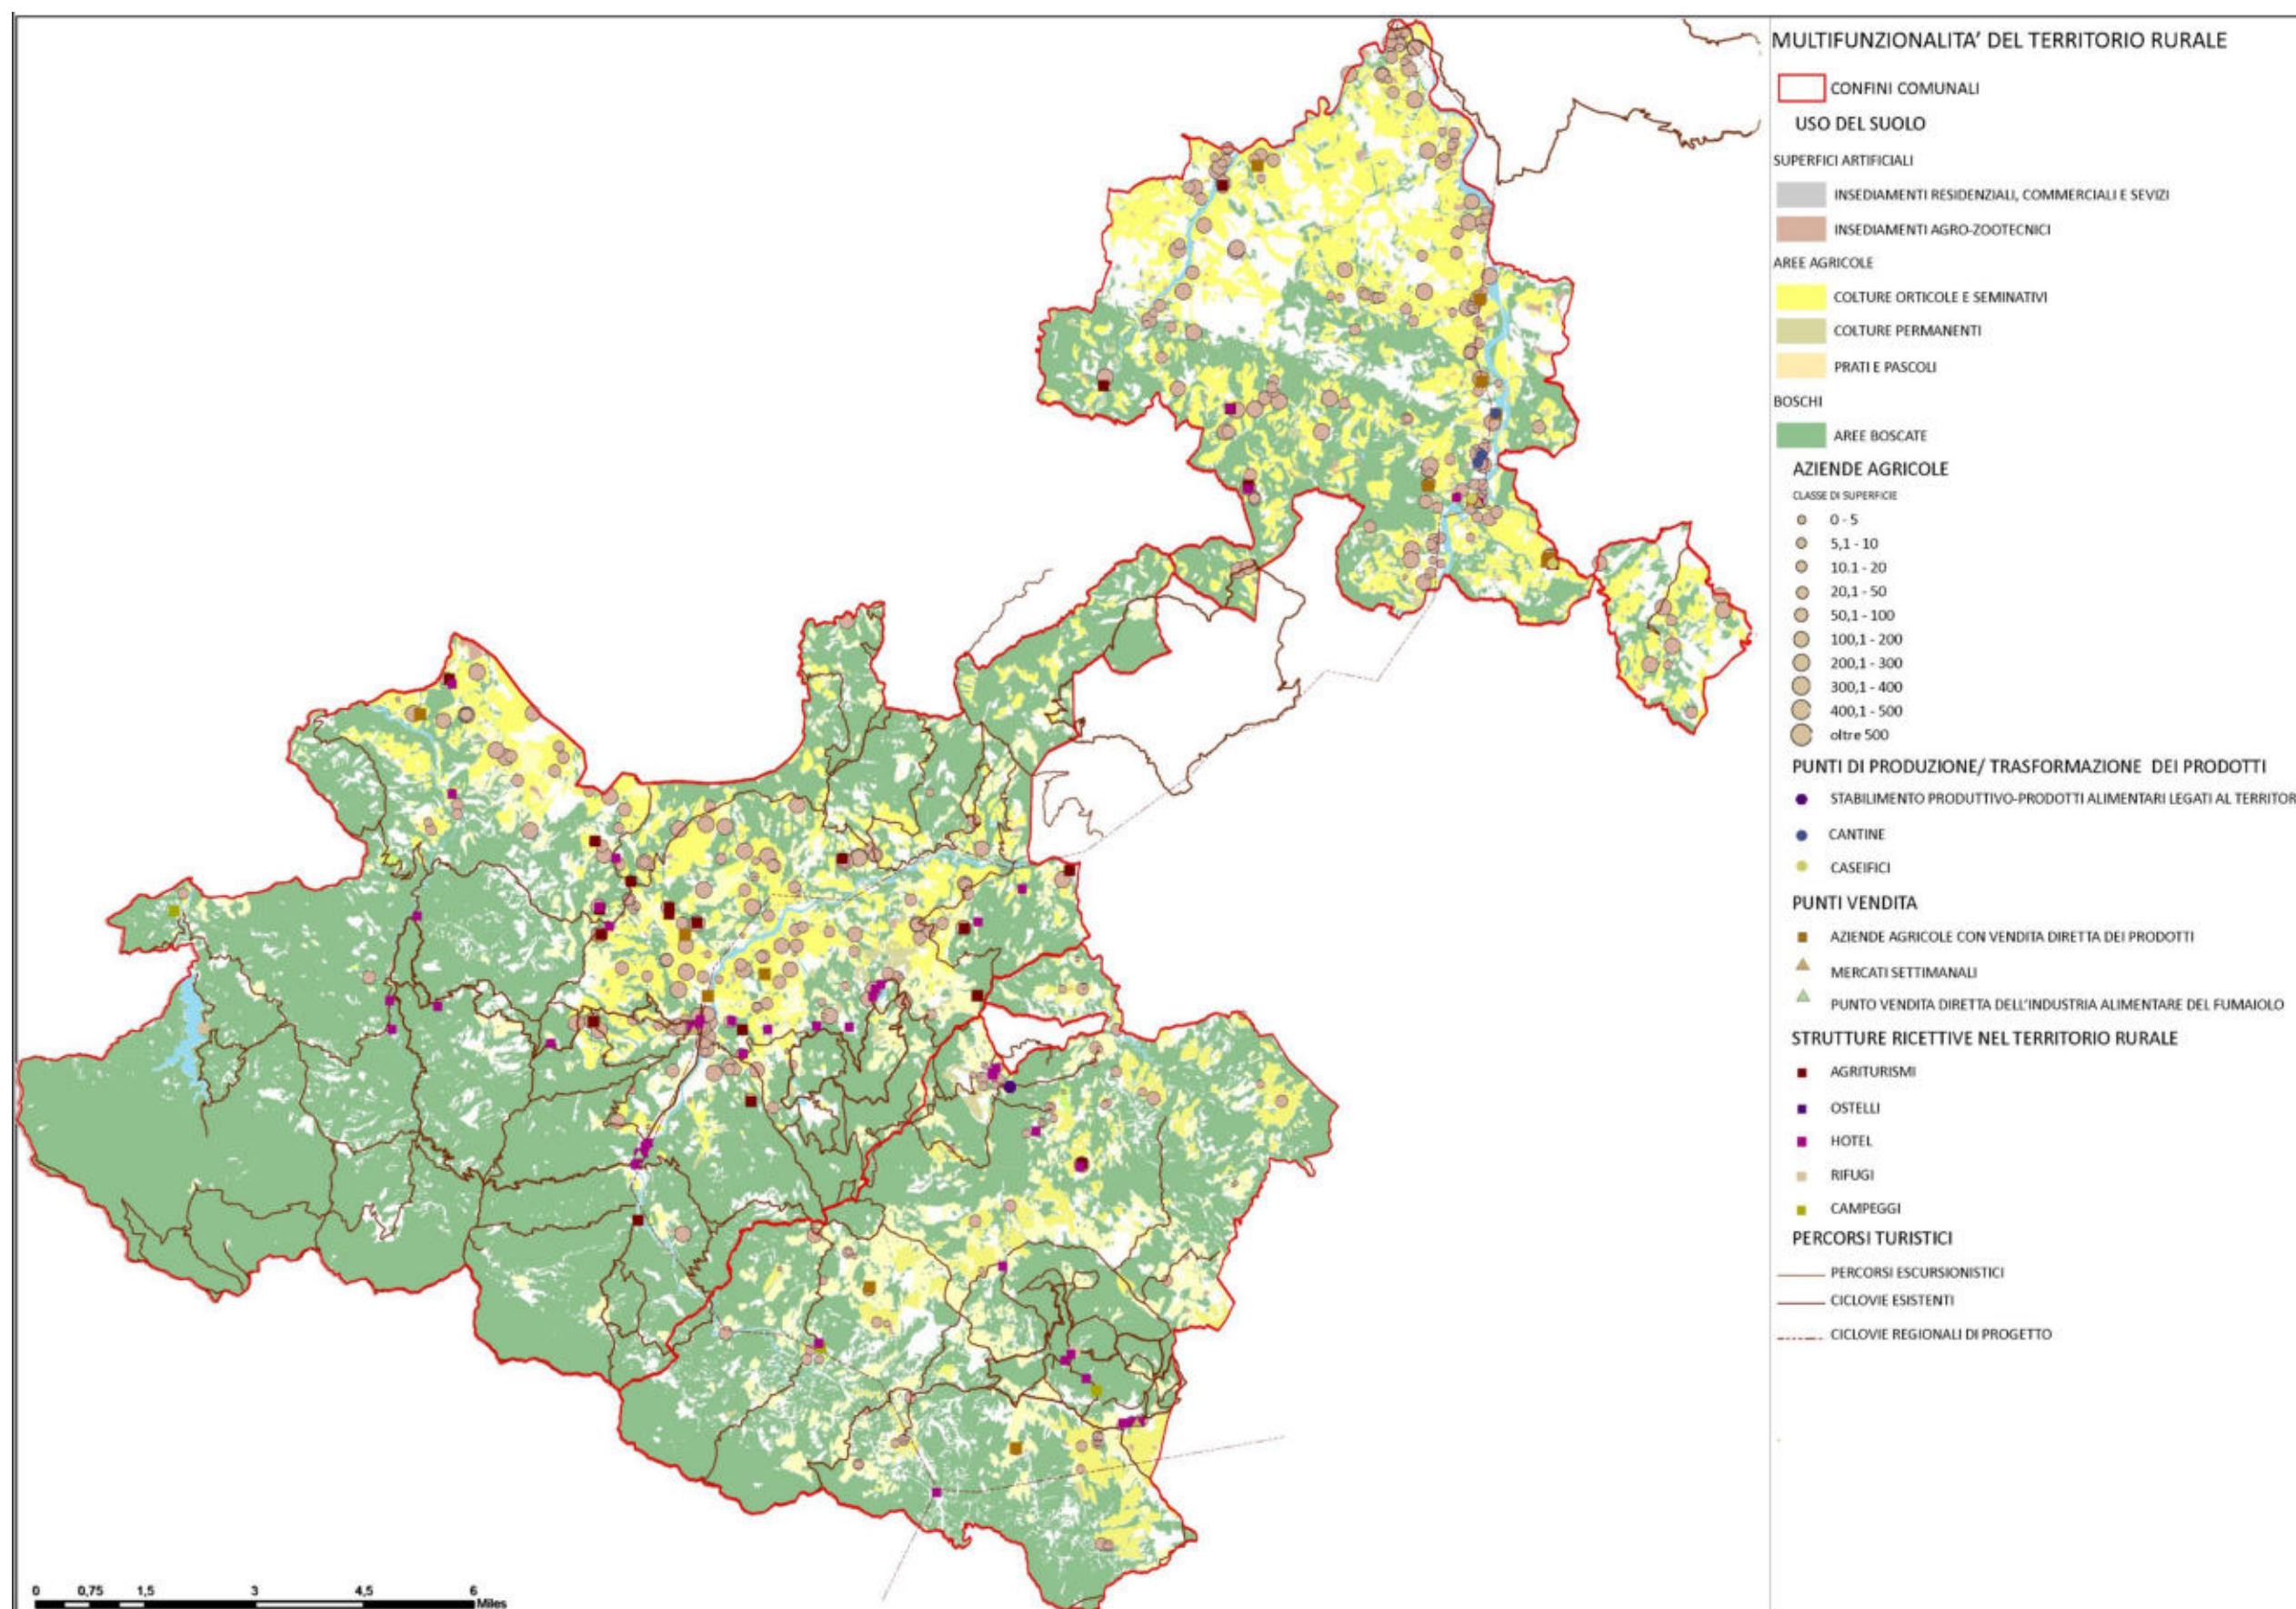 MULTIFUNZIONALITA' DEL TERRITORIO RURALE
CONFINI COMUNALI
USO DEL SUOLO
SUPERFICI ARTIFICIALI
INSEDIAMENTI RESIDENZIALI, COMMERCIALI E SEVIZI
INSEDIAMENTI AGRO-ZOOTECNICI
AREE AGRICOLE
COLTURE ORTICOLE E SEMINATIVI
COLTURE PERMANENTI
PRATI E PASCOLI
BOSCHI
AREE BOSCATE
AZIENDE AGRICOLE
CLASSE DI SUPERFICIE
0 - 5
5,1 - 10
10.1 - 20
20,1 - 50
50,1 - 100
100,1 - 200
200,1 - 300
300,1 - 400
400,1 - 500
oltre 500
PUNTI DI PRODUZIONE/ TRASFORMAZIONE DEI PRODOTTI
STABILIMENTO PRODUTTIVO-PRODOTTI ALIMENTARI LEGATI AL TERRITOR
CANTINE
CASEIFICI
PUNTI VENDITA
AZIENDE AGRICOLE CON VENDITA DIRETTA DEI PRODOTTI
MERCATI SETTIMANALI
PUNTO VENDITA DIRETTA DELL'INDUSTRIA ALIMENTARE DEL FUMAIOLO
STRUTTURE RICETTIVE NEL TERRITORIO RURALE
AGRITURISMI
OSTELLI
HOTEL
RIFUGI
CAMPEGGI
PERCORSI TURISTICI
PERCORSI ESCURSIONISTICI
CICLOVIE ESISTENTI
CICLOVIE REGIONALI DI PROGETTO
0 0,75 1,5 3 4,5 6
Miles